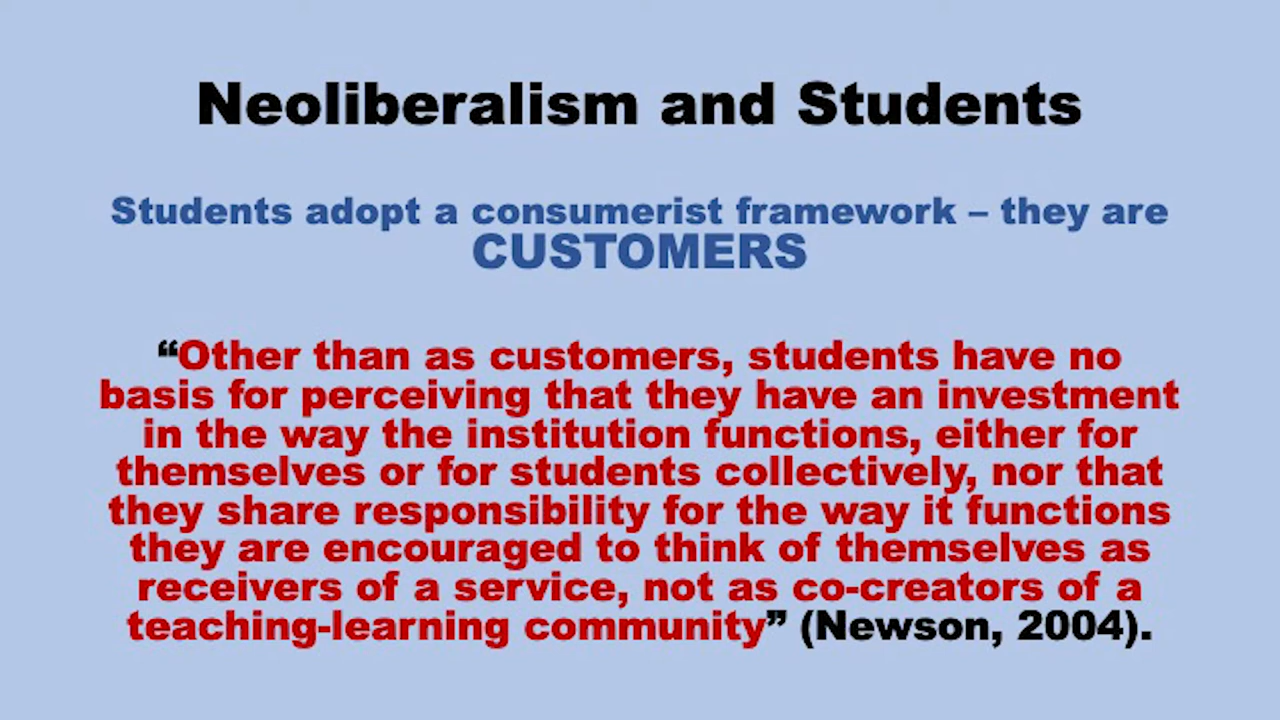 Neoliberalism and Students
Students adopt a consumerist framework – they are
CUSTOMERS
“Other than as customers, students have no
basis for perceiving that they have an investment
in the way the institution functions, either for
themselves or for students collectively, nor that
they share responsibility for the way it functions
they are encouraged to think of themselves as
receivers of a service, not as co-creators of a
teaching-learning community” (Newson, 2004).